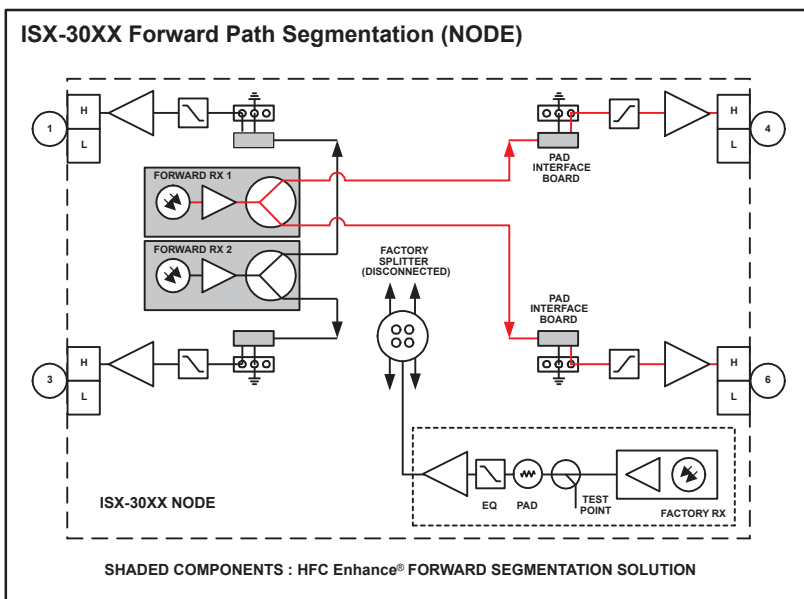 ISX-30XX Forward Path Segmentation (NODE)
1
H
L
4
H
L
PAD
INTERFACE
BOARD
FORWARD RX 1
FORWARD RX 2
FACTORY
SPLITTER
(DISCONNECTED)
PAD
INTERFACE
BOARD
3
H
L
6
H
L
EQ
PAD
TEST
POINT
FACTORY RX
ISX-30XX NODE
SHADED COMPONENTS : HFC Enhance® FORWARD SEGMENTATION SOLUTION